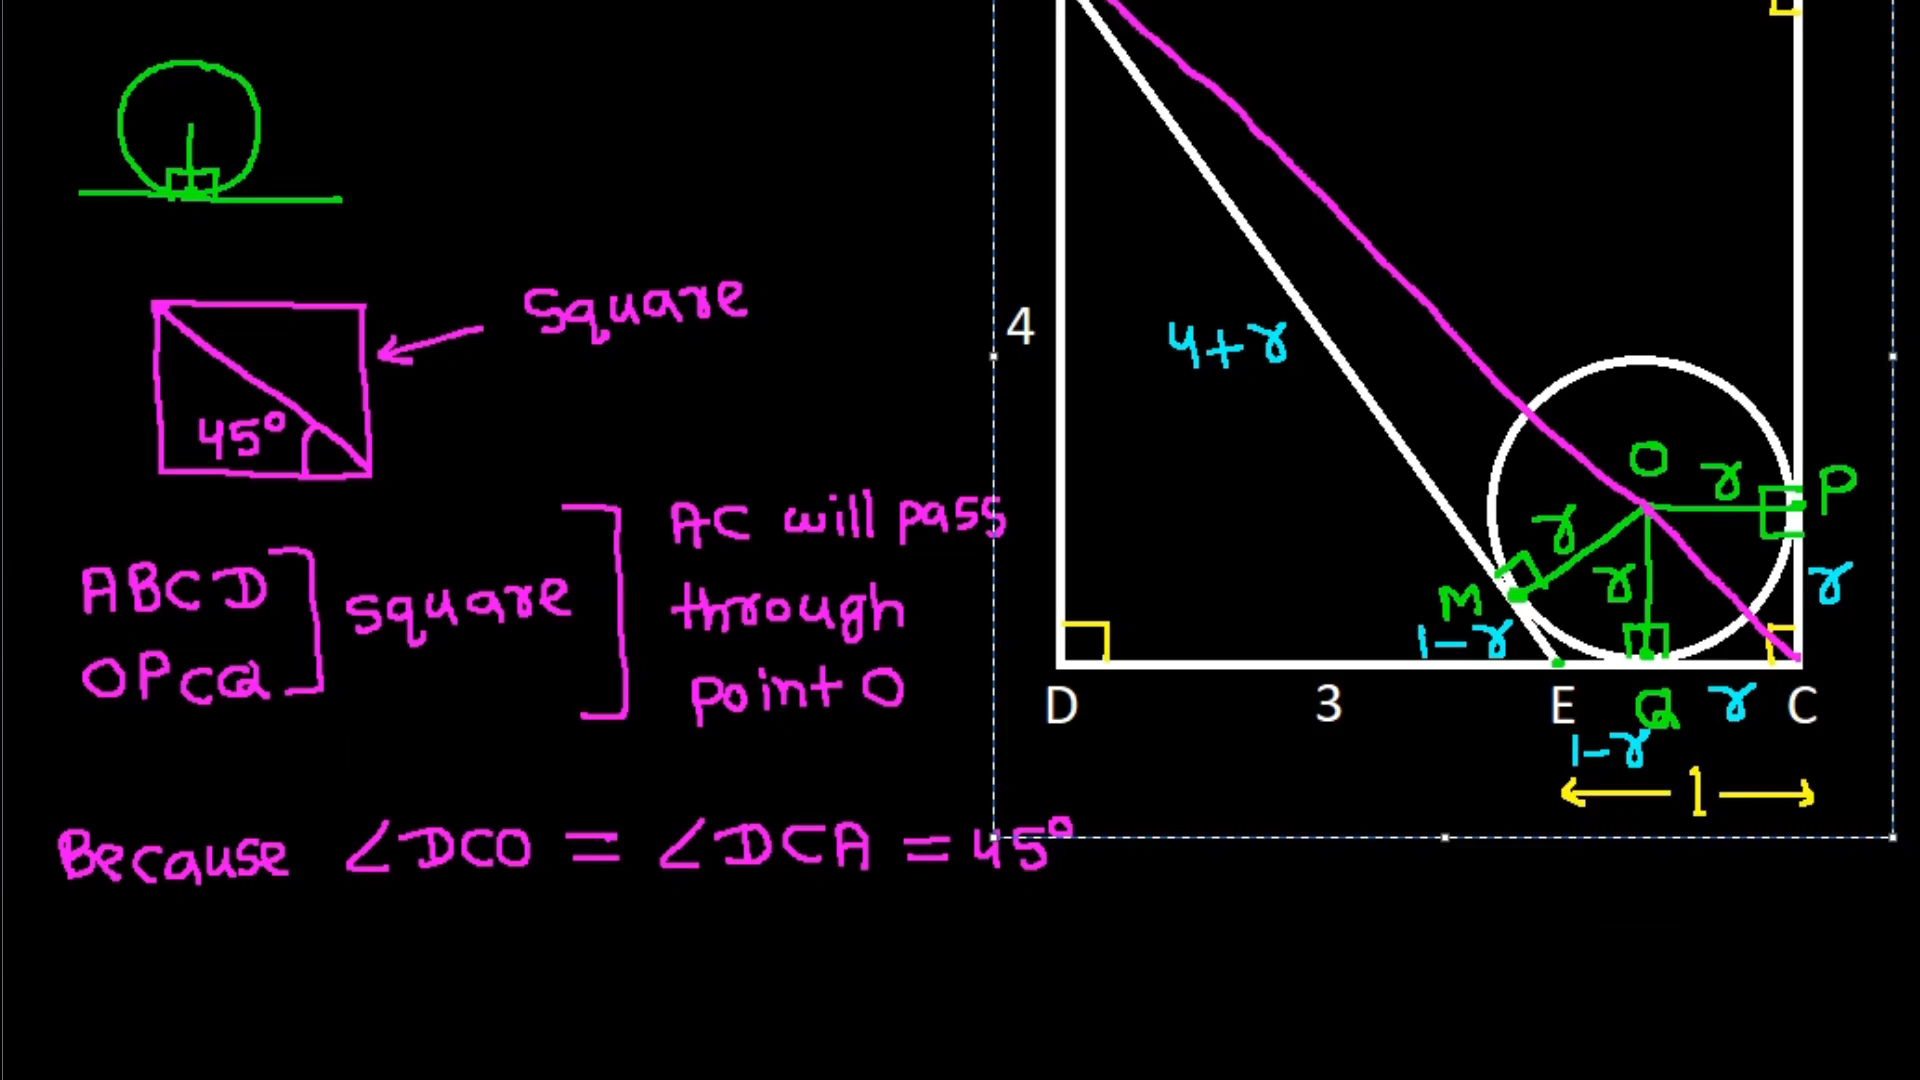 Square
45°
AC will pass
through
point O
ABCD
OPCQ
square
Because ∠DCO = ∠DCA = 45°
4
4+r
O
r
P
r
r
M
r
1-r
D
3
E
Q
r
C
1-r
1